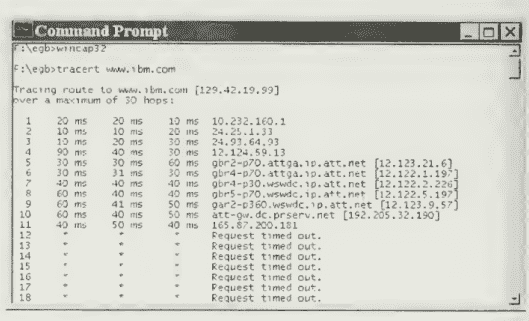 Command Prompt
F:\egb>wincap32
F:\egb>tracert www.ibm.com
Tracing route to www.ibm.com [129.42.19.99]
over a maximum of 30 hops:
1 20 ms 20 ms 10 ms 10.232.160.1
2 10 ms 10 ms 20 ms 24.25.1.33
3 10 ms 20 ms 30 ms 24.93.64.93
4 90 ms 40 ms 30 ms 12.124.59.13
5 30 ms 30 ms 60 ms gbr2-p70.attga.ip.att.net [12.123.21.6]
6 30 ms 31 ms 30 ms gbr4-p70.attga.ip.att.net
7 40 ms 40 ms 40 ms gbr4-p30.wswdc.ip.att.net [12.122.2.226]
8 60 ms 40 ms 40 ms gbr5-p70.wswdc.ip.att.net
9 60 ms 41 ms 50 ms gar2-p360.wswdc.ip.att.net [12.123.9.57]
10 60 ms 40 ms 50 ms att-gw.dc.prserv.net [192.205.32.190]
11 40 ms 50 ms 40 ms 165.87.200.181
12 * * * Request timed out.
13 * * * Request timed out.
14 * * * Request timed out.
15 * * * Request timed out.
16 * * * Request timed out.
17 * * * Request timed out.
18 * * * Request timed out.